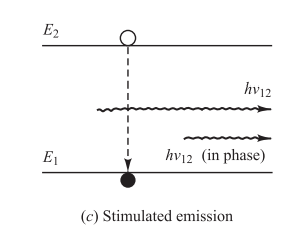 E₂
hν₁₂
E₁
hν₁₂ (in phase)
(c) Stimulated emission